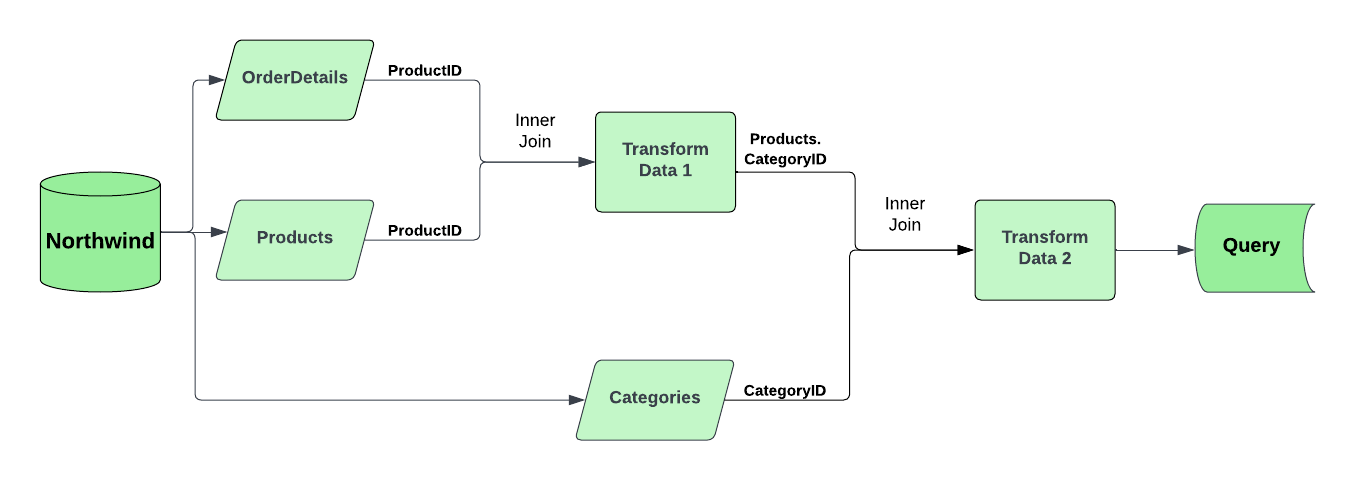 OrderDetails
ProductID
Inner
Join
Transform
Data 1
Products.
CategoryID
Northwind
Products
ProductID
Inner
Join
Transform
Data 2
Query
Categories
CategoryID